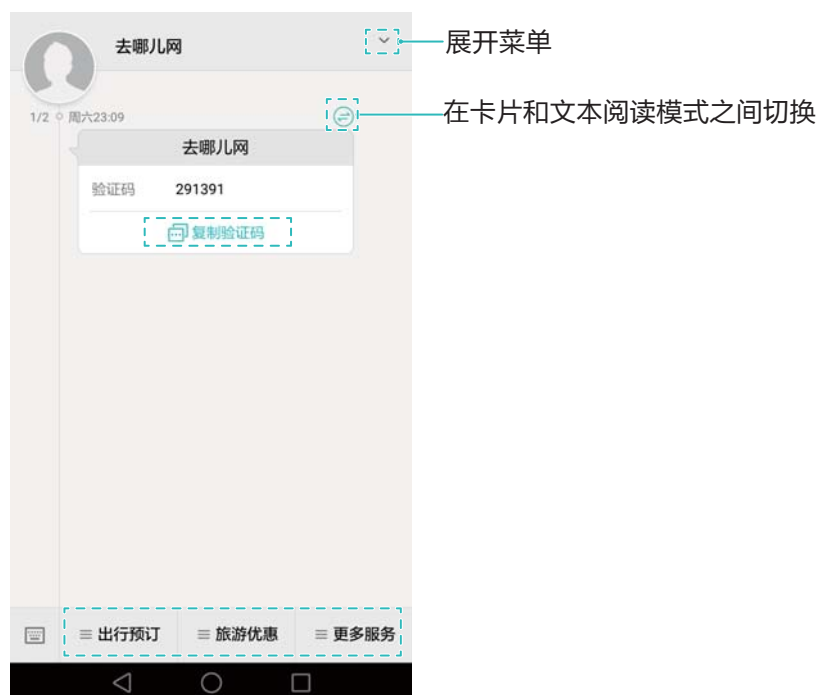 去哪儿网
展开菜单
1/2 周六23:09
在卡片和文本阅读模式之间切换
去哪儿网
验证码 291391
复制验证码
出行预订 旅游优惠 更多服务